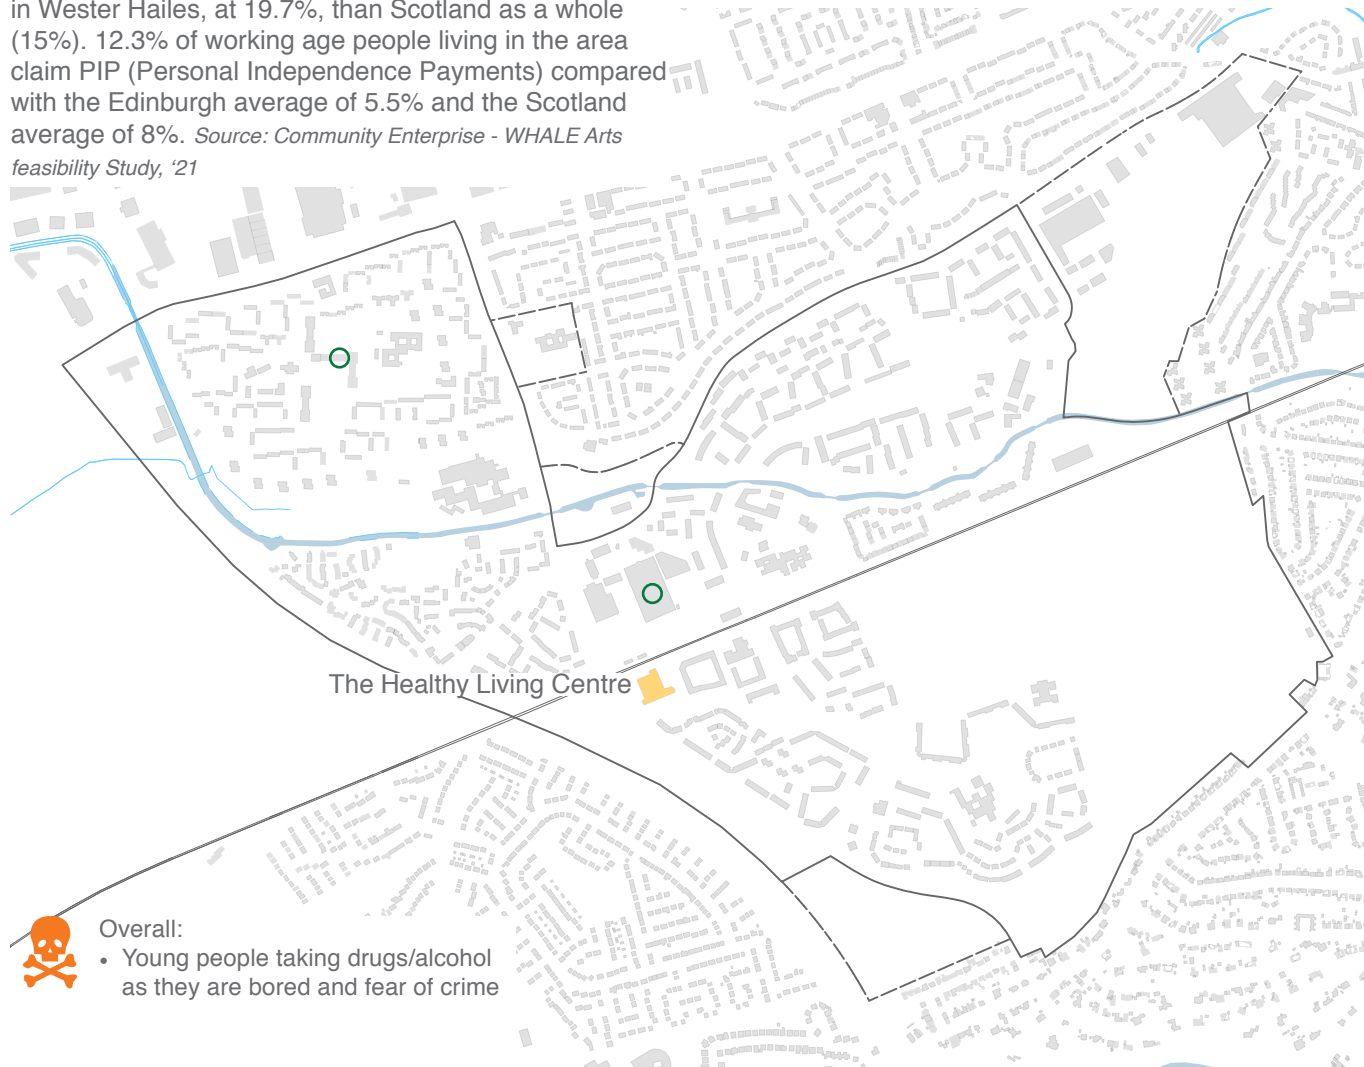 in Wester Hailes, at 19.7%, than Scotland as a whole
(15%). 12.3% of working age people living in the area
claim PIP (Personal Independence Payments) compared
with the Edinburgh average of 5.5% and the Scotland
average of 8%. Source: Community Enterprise - WHALE Arts
feasibility Study, ‘21
The Healthy Living Centre
Overall:
• Young people taking drugs/alcohol
as they are bored and fear of crime